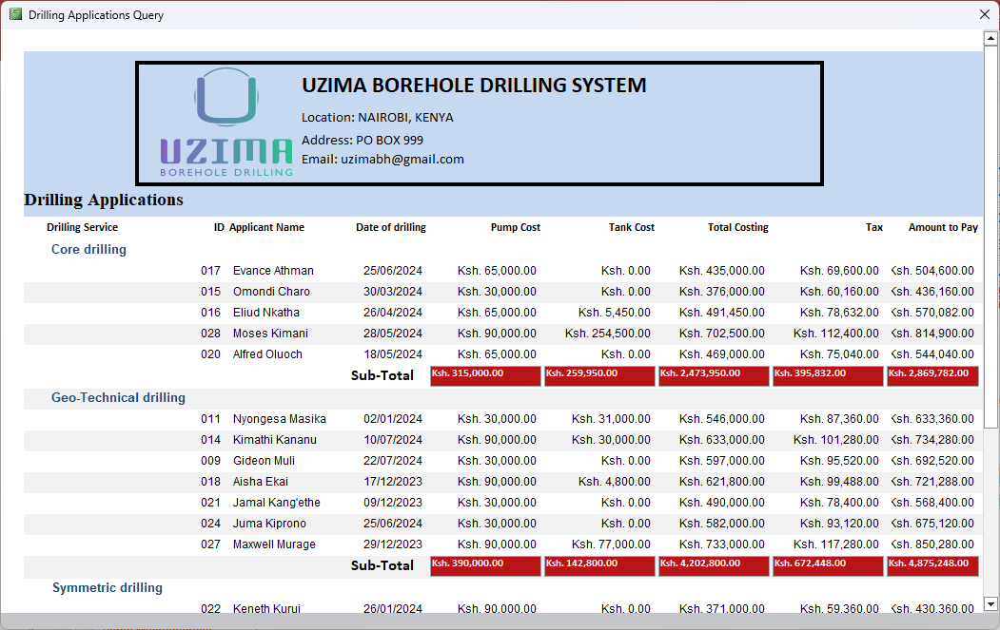 Drilling Applications Query
UZIMA BOREHOLE DRILLING SYSTEM
Location: NAIROBI, KENYA
Address: PO BOX 999
Email: uzimabh@gmail.com
UZIMA
BOREHOLE DRILLING
Drilling Applications
Drilling Service ID Applicant Name Date of drilling Pump Cost Tank Cost Total Costing Tax Amount to Pay
Core drilling
017 Evance Athman 25/06/2024 Ksh. 65,000.00 Ksh. 0.00 Ksh. 435,000.00 Ksh. 69,600.00 Ksh. 504,600.00
015 Omondi Charo 30/03/2024 Ksh. 30,000.00 Ksh. 0.00 Ksh. 376,000.00 Ksh. 60,160.00 Ksh. 436,160.00
016 Eliud Nkatha 26/04/2024 Ksh. 65,000.00 Ksh. 5,450.00 Ksh. 491,450.00 Ksh. 78,632.00 Ksh. 570,082.00
028 Moses Kimani 28/05/2024 Ksh. 90,000.00 Ksh. 254,500.00 Ksh. 702,500.00 Ksh. 112,400.00 Ksh. 814,900.00
020 Alfred Oluoch 18/05/2024 Ksh. 65,000.00 Ksh. 0.00 Ksh. 469,000.00 Ksh. 75,040.00 Ksh. 544,040.00
Sub-Total Ksh. 315,000.00 Ksh. 259,950.00 Ksh. 2,473,950.00 Ksh. 395,832.00 Ksh. 2,869,782.00
Geo-Technical drilling
011 Nyongesa Masika 02/01/2024 Ksh. 30,000.00 Ksh. 31,000.00 Ksh. 546,000.00 Ksh. 87,360.00 Ksh. 633,360.00
014 Kimathi Kananu 10/07/2024 Ksh. 90,000.00 Ksh. 30,000.00 Ksh. 633,000.00 Ksh. 101,280.00 Ksh. 734,280.00
009 Gideon Muli 22/07/2024 Ksh. 30,000.00 Ksh. 0.00 Ksh. 597,000.00 Ksh. 95,520.00 Ksh. 692,520.00
018 Aisha Ekai 17/12/2023 Ksh. 90,000.00 Ksh. 4,800.00 Ksh. 621,800.00 Ksh. 99,488.00 Ksh. 721,288.00
021 Jamal Kang'ethe 09/12/2023 Ksh. 30,000.00 Ksh. 0.00 Ksh. 490,000.00 Ksh. 78,400.00 Ksh. 568,400.00
024 Juma Kiprono 25/06/2024 Ksh. 30,000.00 Ksh. 0.00 Ksh. 582,000.00 Ksh. 93,120.00 Ksh. 675,120.00
027 Maxwell Murage 29/12/2023 Ksh. 90,000.00 Ksh. 77,000.00 Ksh. 733,000.00 Ksh. 117,280.00 Ksh. 850,280.00
Sub-Total Ksh. 390,000.00 Ksh. 142,800.00 Ksh. 4,202,800.00 Ksh. 672,448.00 Ksh. 4,875,248.00
Symmetric drilling
022 Keneth Kurui 26/01/2024 Ksh. 90,000.00 Ksh. 0.00 Ksh. 371,000.00 Ksh. 59,360.00 Ksh. 430,360.00